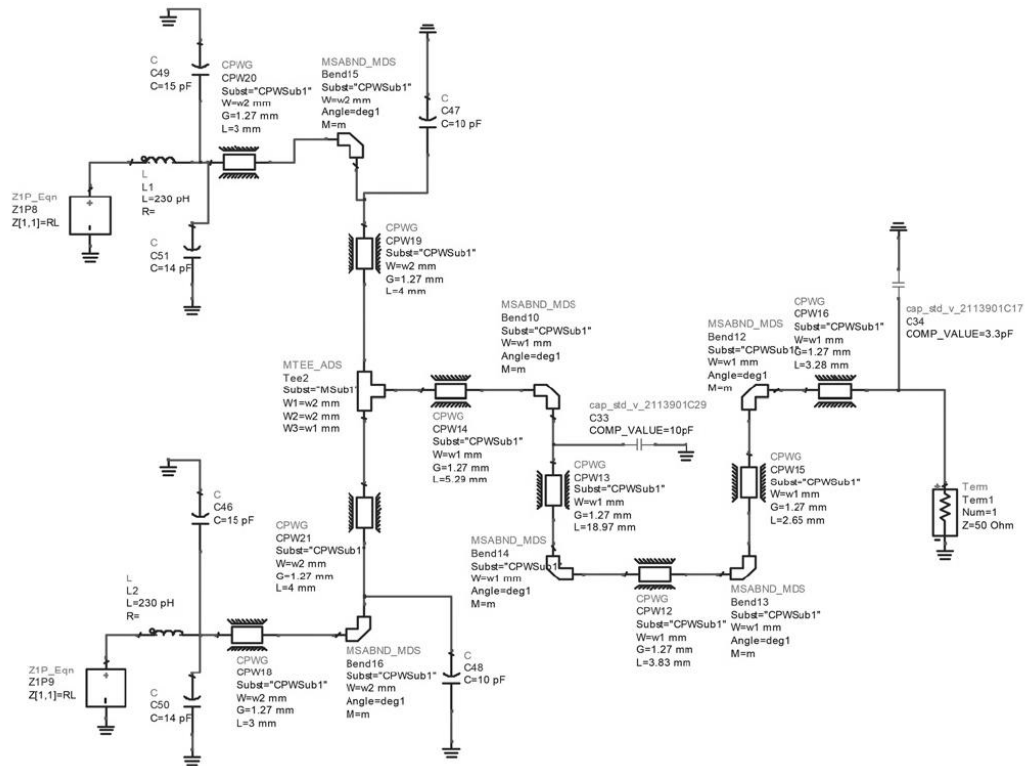 C
C49
C=15 pF
CPWG
CPW20
Subst="CPWSub1"
W=w2 mm
G=1.27 mm
L=3 mm
MSABND_MDS
Bend15
Subst="CPWSub1"
W=w2 mm
Angle=deg1
M=m
C
C47
C=10 pF
L
L1
L=230 pH
R=
Z1P_Eqn
Z1P8
Z[1,1]=RL
C
C51
C=14 pF
CPWG
CPW19
Subst="CPWSub1"
W=w2 mm
G=1.27 mm
L=4 mm
MTEE_ADS
Tee2
Subst="MSub1"
W1=w2 mm
W2=w2 mm
W3=w1 mm
MSABND_MDS
Bend10
Subst="CPWSub1"
W=w1 mm
Angle=deg1
M=m
CPWG
CPW14
Subst="CPWSub1"
W=w1 mm
G=1.27 mm
L=5.29 mm
cap_std_v_2113901C29
C33
COMP_VALUE=10pF
CPWG
CPW13
Subst="CPWSub1"
W=w1 mm
G=1.27 mm
L=18.97 mm
MSABND_MDS
Bend12
Subst="CPWSub1"
W=w1 mm
Angle=deg1
M=m
CPWG
CPW16
Subst="CPWSub1"
W=w1 mm
G=1.27 mm
L=3.28 mm
cap_std_v_2113901C17
C34
COMP_VALUE=3.3pF
CPWG
CPW15
Subst="CPWSub1"
W=w1 mm
G=1.27 mm
L=2.65 mm
Term
Term1
Num=1
Z=50 Ohm
C
C46
C=15 pF
CPWG
CPW21
Subst="CPWSub1"
W=w2 mm
G=1.27 mm
L=4 mm
MSABND_MDS
Bend14
Subst="CPWSub1"
W=w1 mm
Angle=deg1
M=m
CPWG
CPW12
Subst="CPWSub1"
W=w1 mm
G=1.27 mm
L=3.83 mm
MSABND_MDS
Bend13
Subst="CPWSub1"
W=w1 mm
Angle=deg1
M=m
L
L2
L=230 pH
R=
Z1P_Eqn
Z1P9
Z[1,1]=RL
C
C50
C=14 pF
CPWG
CPW18
Subst="CPWSub1"
W=w2 mm
G=1.27 mm
L=3 mm
MSABND_MDS
Bend16
Subst="CPWSub1"
W=w2 mm
Angle=deg1
M=m
C
C48
C=10 pF